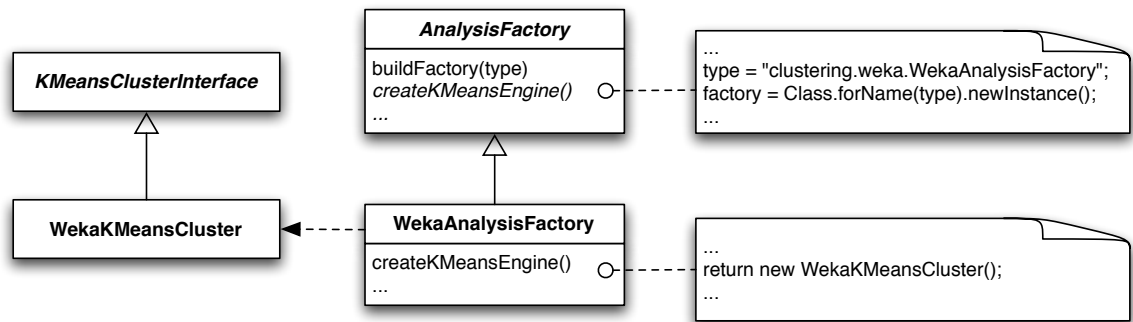 KMeansClusterInterface
WekaKMeansCluster
AnalysisFactory
buildFactory(type)
createKMeansEngine()
...
WekaAnalysisFactory
createKMeansEngine()
...
...
type = "clustering.weka.WekaAnalysisFactory";
factory = Class.forName(type).newInstance();
...
...
return new WekaKMeansCluster();
...